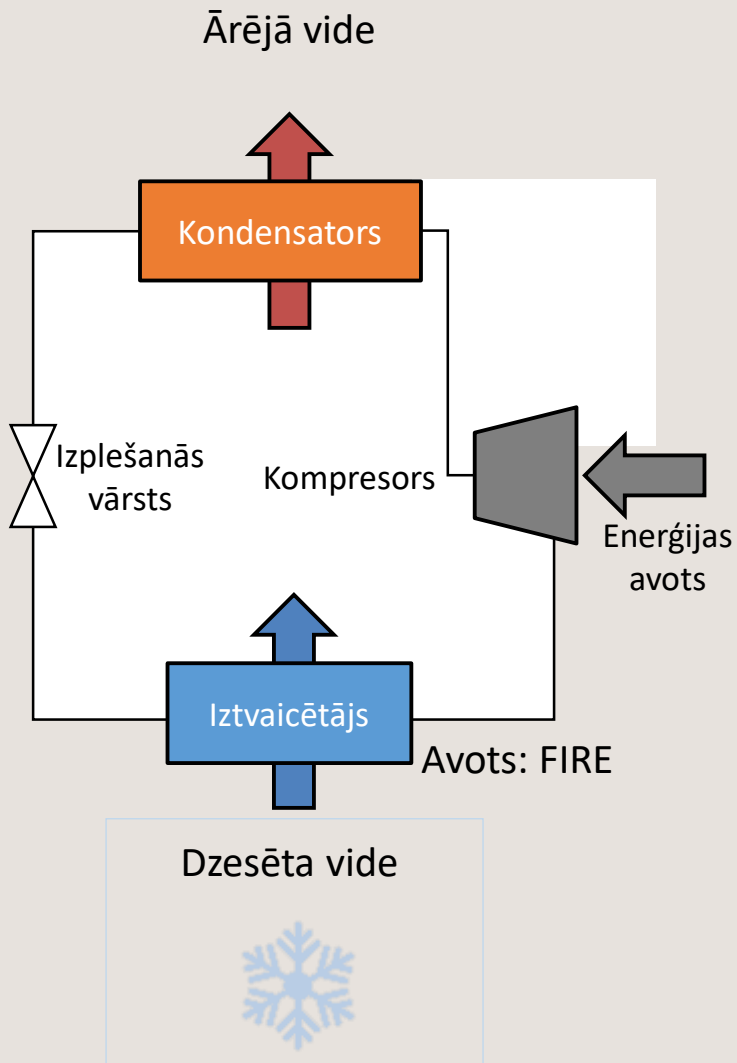 Ārējā vide
Kondensators
Izplešanās
vārsts
Kompresors
Enerģijas
avots
Iztvaicētājs
Avots: FIRE
Dzesēta vide